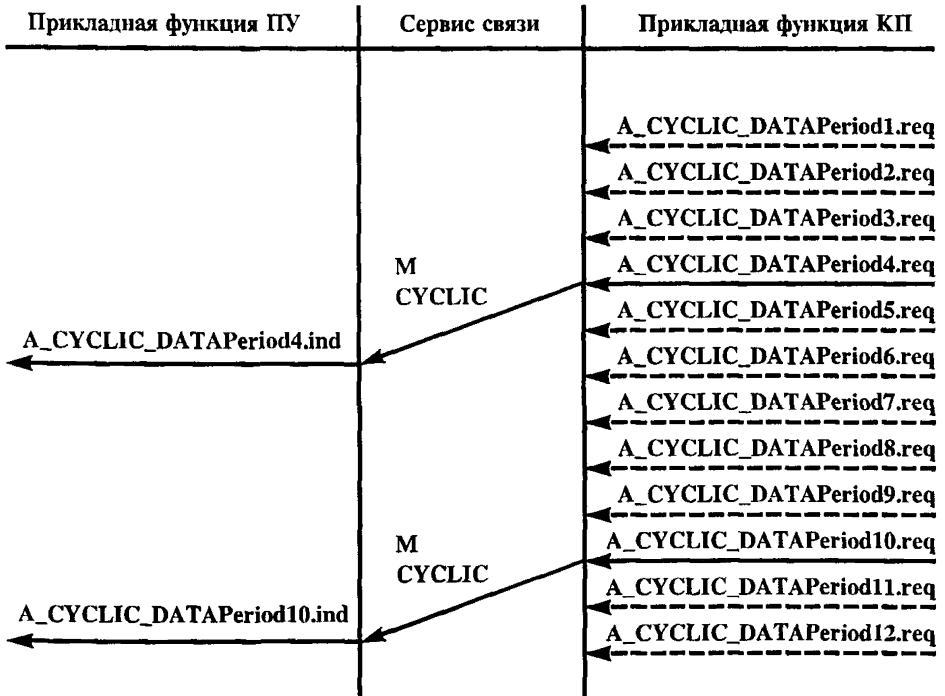 Прикладная функция ПУ
Сервис связи
Прикладная функция КП
A_CYCLIC_DATAPeriod1.req
A_CYCLIC_DATAPeriod2.req
A_CYCLIC_DATAPeriod3.req
A_CYCLIC_DATAPeriod4.req
М
CYCLIC
A_CYCLIC_DATAPeriod5.req
A_CYCLIC_DATAPeriod4.ind
A_CYCLIC_DATAPeriod6.req
A_CYCLIC_DATAPeriod7.req
A_CYCLIC_DATAPeriod8.req
A_CYCLIC_DATAPeriod9.req
A_CYCLIC_DATAPeriod10.req
М
CYCLIC
A_CYCLIC_DATAPeriod11.req
A_CYCLIC_DATAPeriod10.ind
A_CYCLIC_DATAPeriod12.req